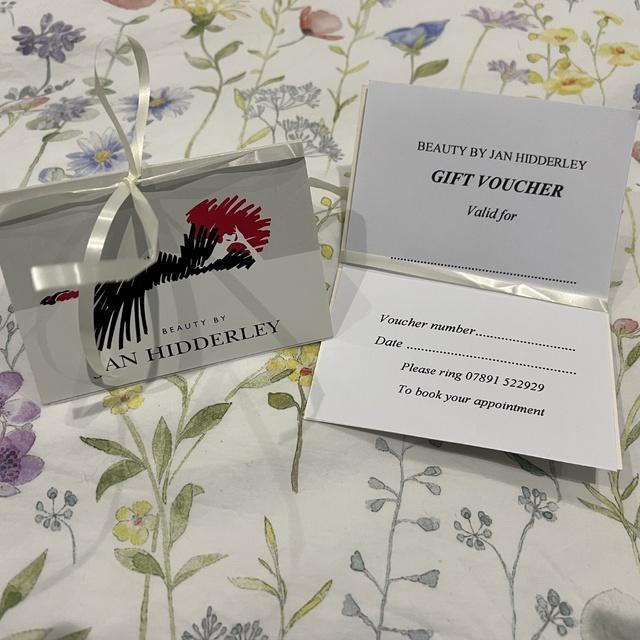 BEAUTY BY
AN HIDDERLEY
BEAUTY BY JAN HIDDERLEY
GIFT VOUCHER
Valid for
Voucher number
Date
Please ring 07891 522929
To book your appointment